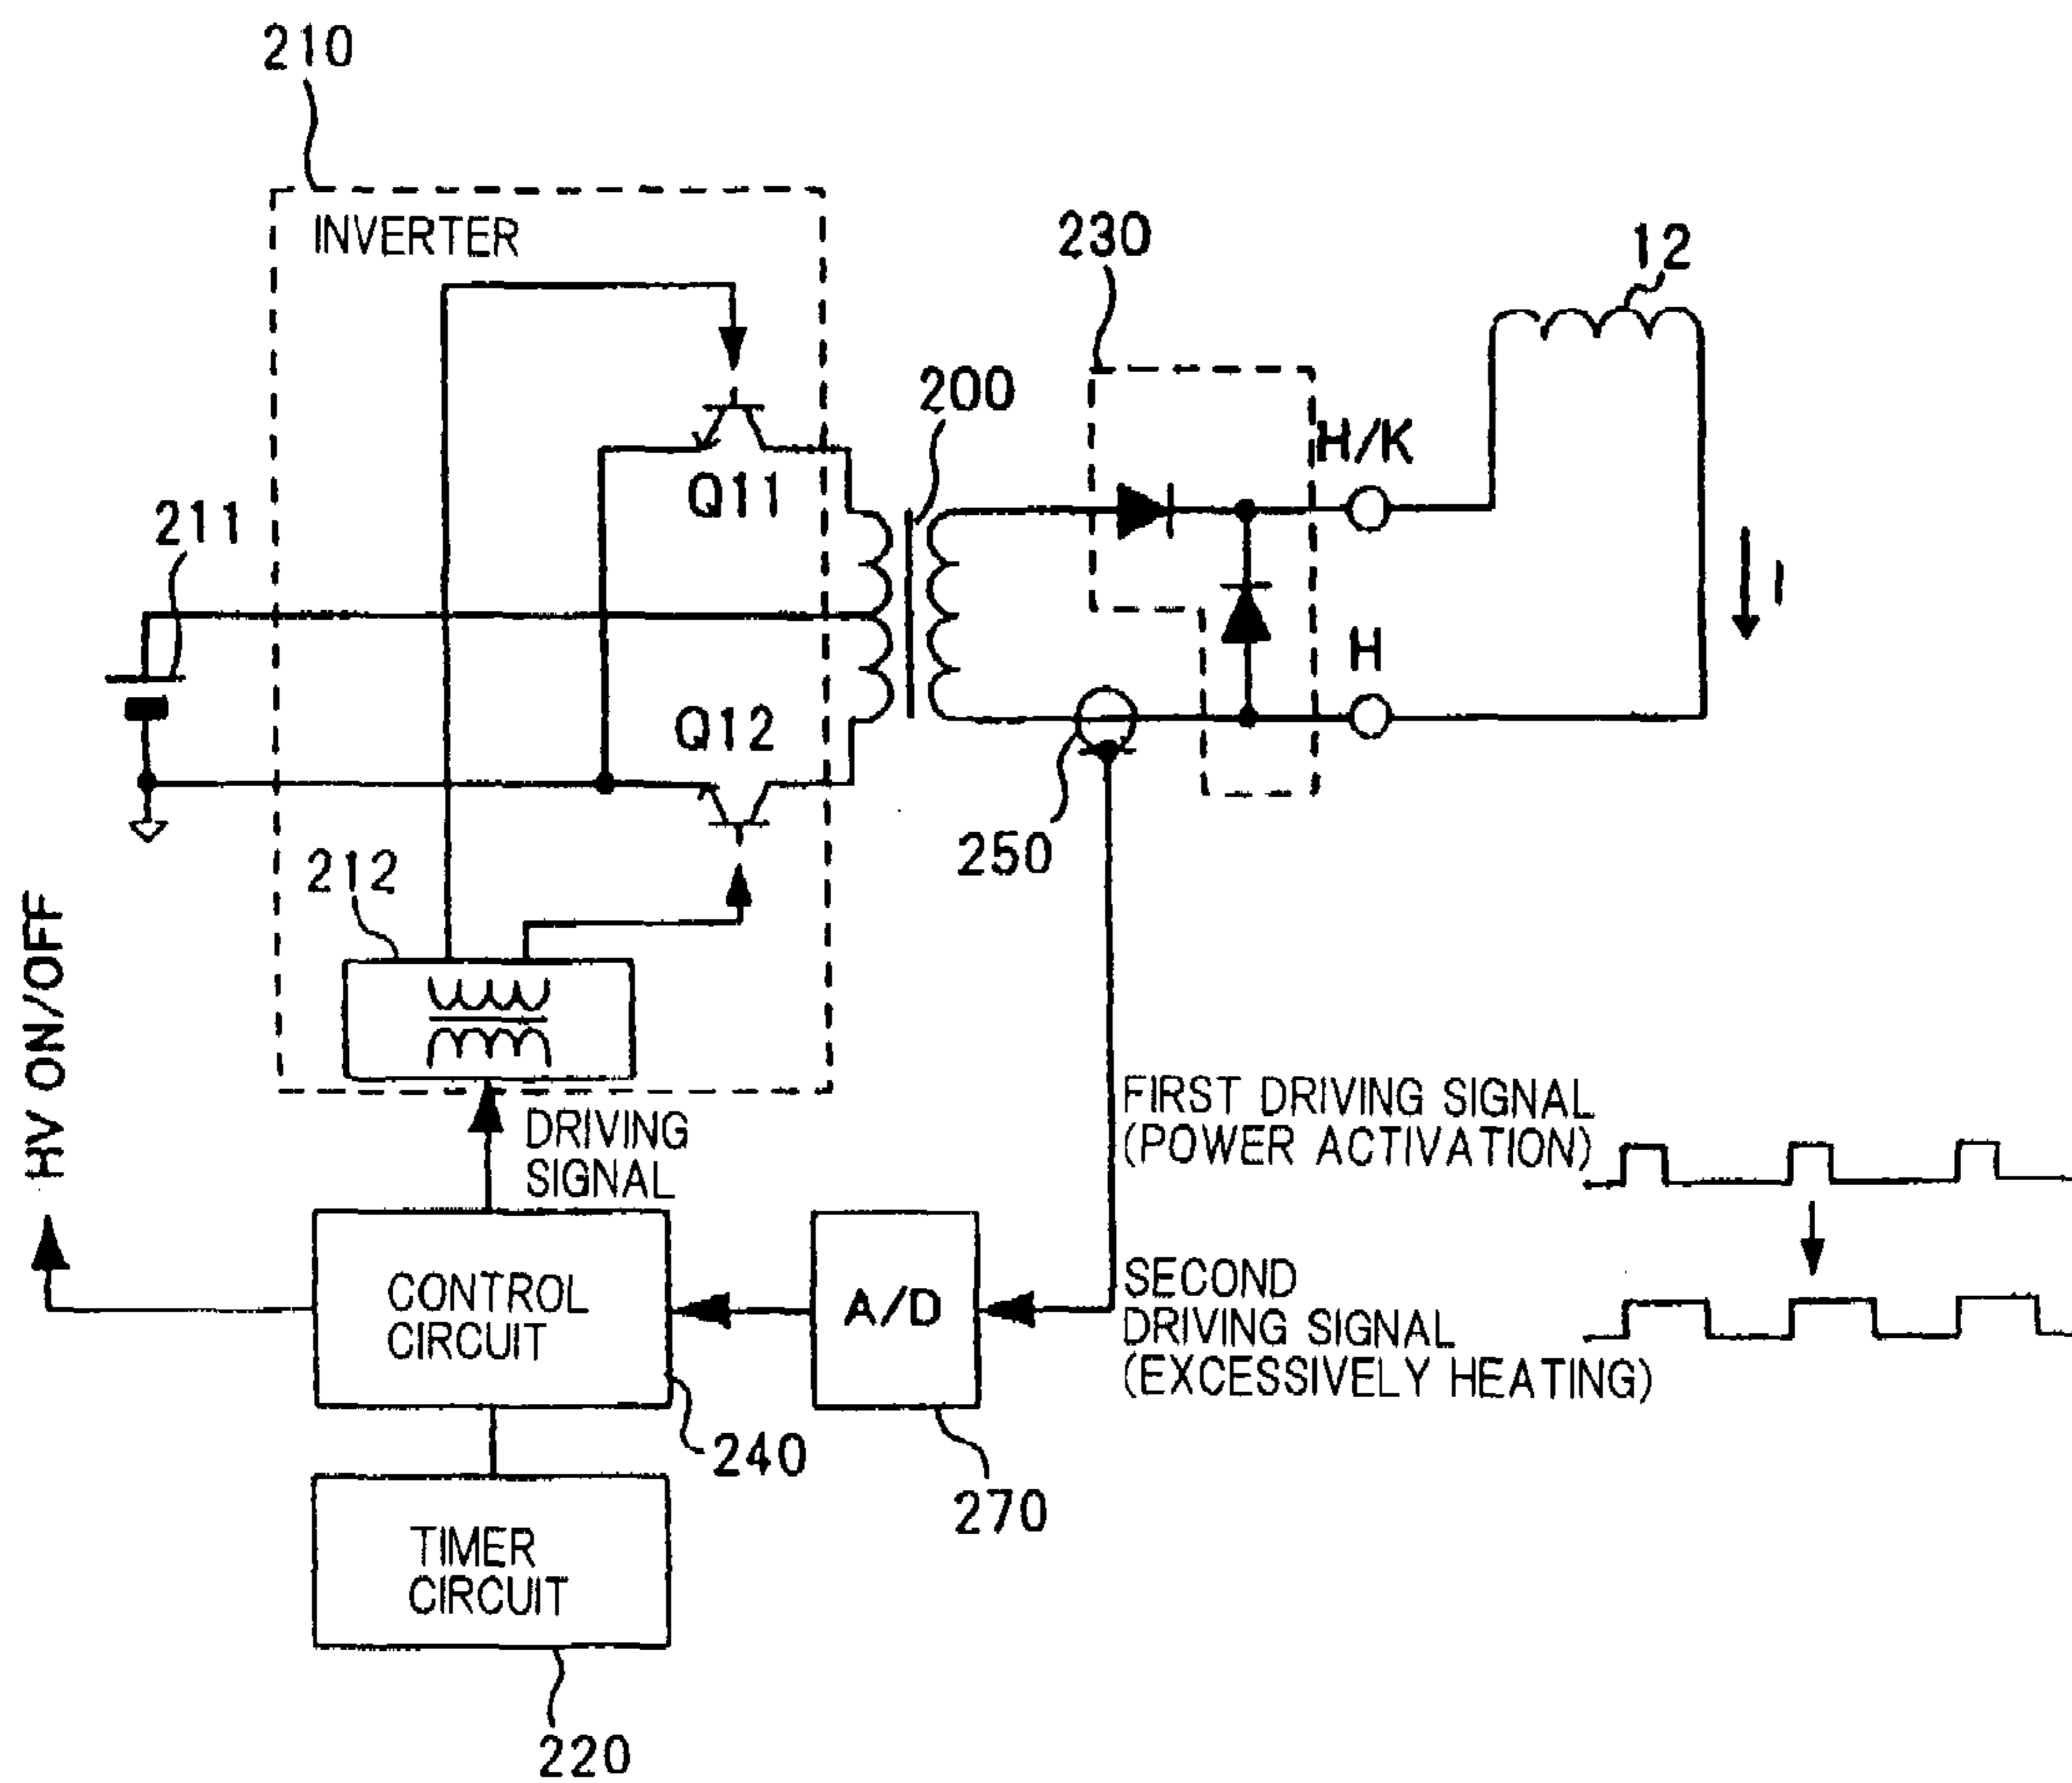 210
INVERTER
230
12
200
H/K
Q11
211
I
H
Q12
250
212
HV ON/OFF
DRIVING
SIGNAL
FIRST DRIVING SIGNAL
(POWER ACTIVATION)
CONTROL
CIRCUIT
A/D
SECOND
DRIVING SIGNAL
(EXCESSIVELY HEATING)
240
270
TIMER
CIRCUIT
220